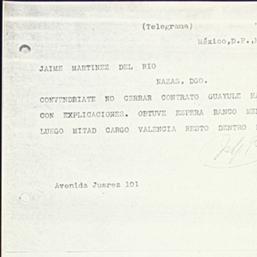 (Telegrama)
México,D.F.,
JAIME MARTINEZ DEL RIO
NAZAS, DGO.
CONVENDRIATE NO CERRAR CONTRATO GUAYULE
CON EXPLICACIONES. OBTUVE ESPERA BANCO
LUEGO MITAD CARGO VALENCIA RESTO DENTRO
Avenida Juarez 101